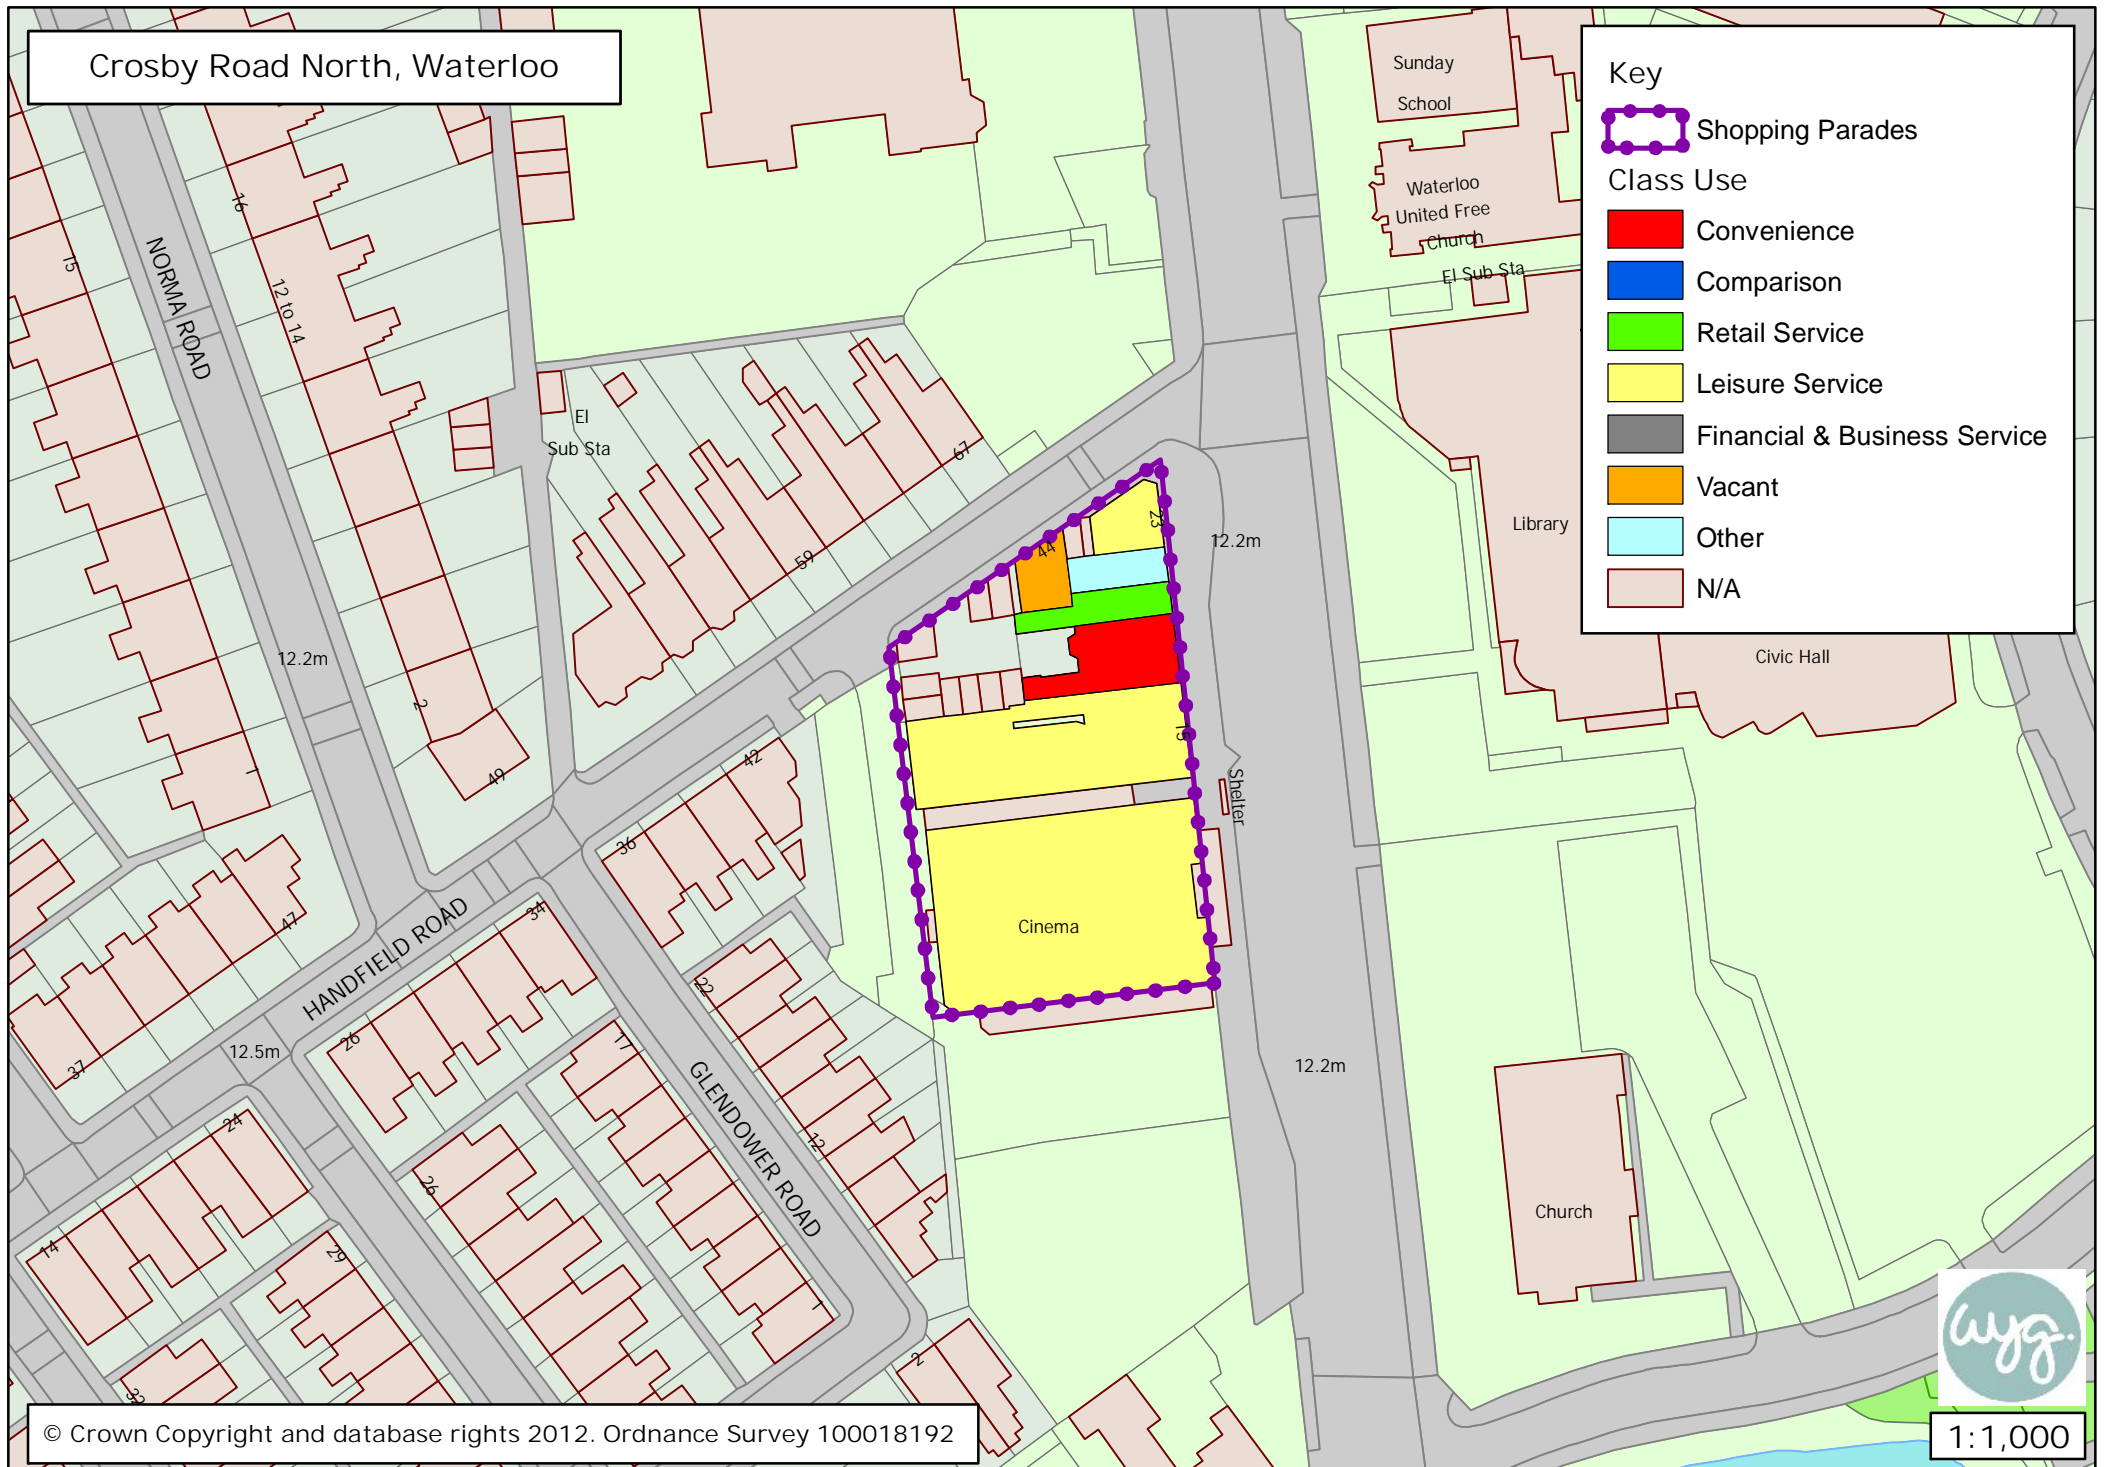 Crosby Road North, Waterloo
Key
Shopping Parades
Class Use
Convenience
Comparison
Retail Service
Leisure Service
Financial & Business Service
Vacant
Other
N/A
Sunday
School
Waterloo
United Free
Church
El Sub Sta
Library
Civic Hall
15
NORMA ROAD
16
12 to 14
El
Sub Sta
67
59
44
23
12.2m
12.2m
2
49
1
42
36
15
Shelter
Cinema
47
34
HANDFIELD ROAD
37
26
12.5m
22
17
GLENDOWER ROAD
12
12.2m
24
26
14
29
32
1
2
Church
ayg.
© Crown Copyright and database rights 2012. Ordnance Survey 100018192
1:1,000